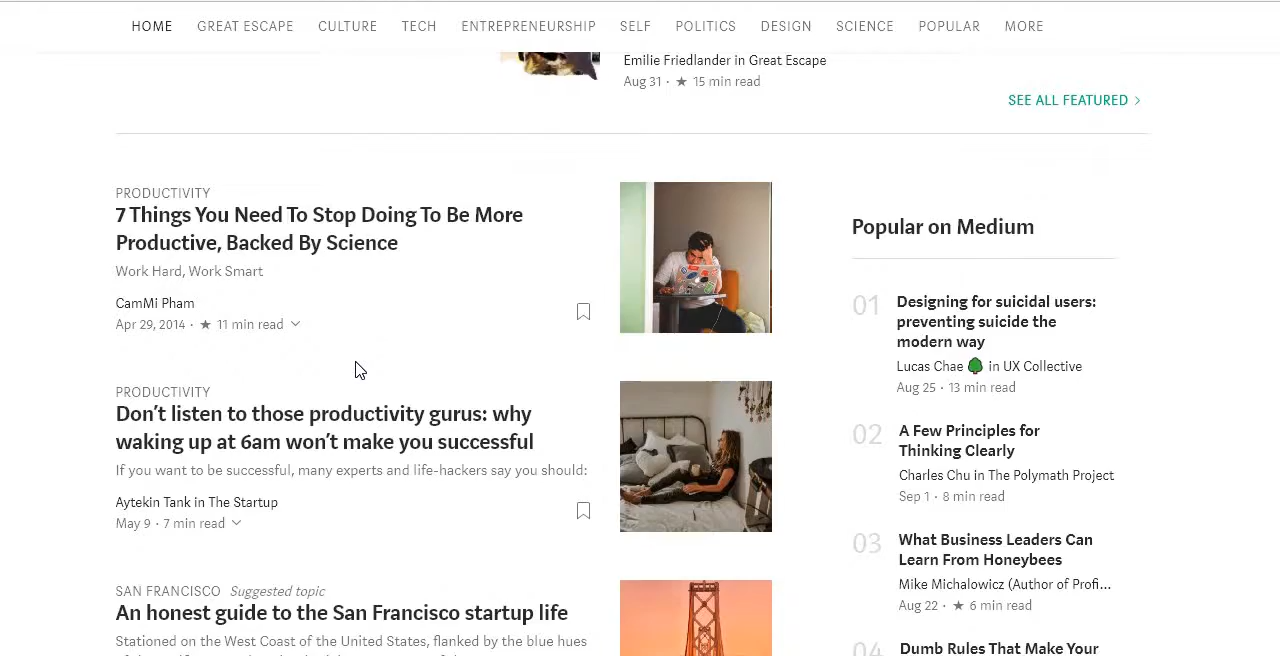 HOME GREAT ESCAPE CULTURE TECH ENTREPRENEURSHIP SELF POLITICS DESIGN SCIENCE POPULAR MORE
Emilie Friedlander in Great Escape
Aug 31 · ★ 15 min read
SEE ALL FEATURED >
PRODUCTIVITY
7 Things You Need To Stop Doing To Be More
Productive, Backed By Science
Work Hard, Work Smart
CamMi Pham
Apr 29, 2014 · ★ 11 min read
PRODUCTIVITY
Don’t listen to those productivity gurus: why
waking up at 6am won’t make you successful
If you want to be successful, many experts and life-hackers say you should:
Aytekin Tank in The Startup
May 9 · 7 min read
SAN FRANCISCO Suggested topic
An honest guide to the San Francisco startup life
Stationed on the West Coast of the United States, flanked by the blue hues
Popular on Medium
01 Designing for suicidal users:
preventing suicide the
modern way
Lucas Chae 🌳 in UX Collective
Aug 25 · 13 min read
02 A Few Principles for
Thinking Clearly
Charles Chu in The Polymath Project
Sep 1 · 8 min read
03 What Business Leaders Can
Learn From Honeybees
Mike Michalowicz (Author of Profi...
Aug 22 · ★ 6 min read
04 Dumb Rules That Make Your